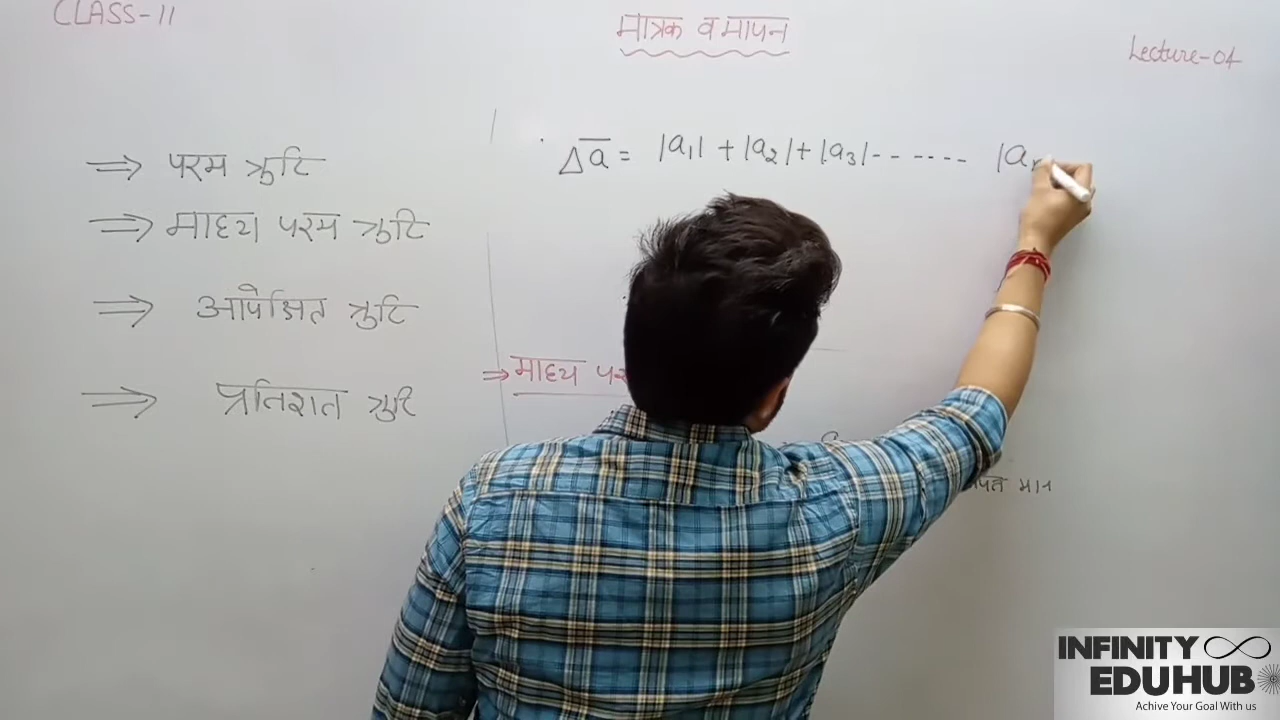 CLASS-11
मात्रक व मापन
Lecture-04
⇒ परम त्रुटि
⇒ माध्य परम त्रुटि
⇒ आपेक्षित त्रुटि
⇒ प्रतिशत त्रुटि
Δa̅ = |a₁| + |a₂| + |a₃| - - - - - - |aₙ
⇒ माध्य
मान
INFINITY
EDUHUB
Achive Your Goal With us